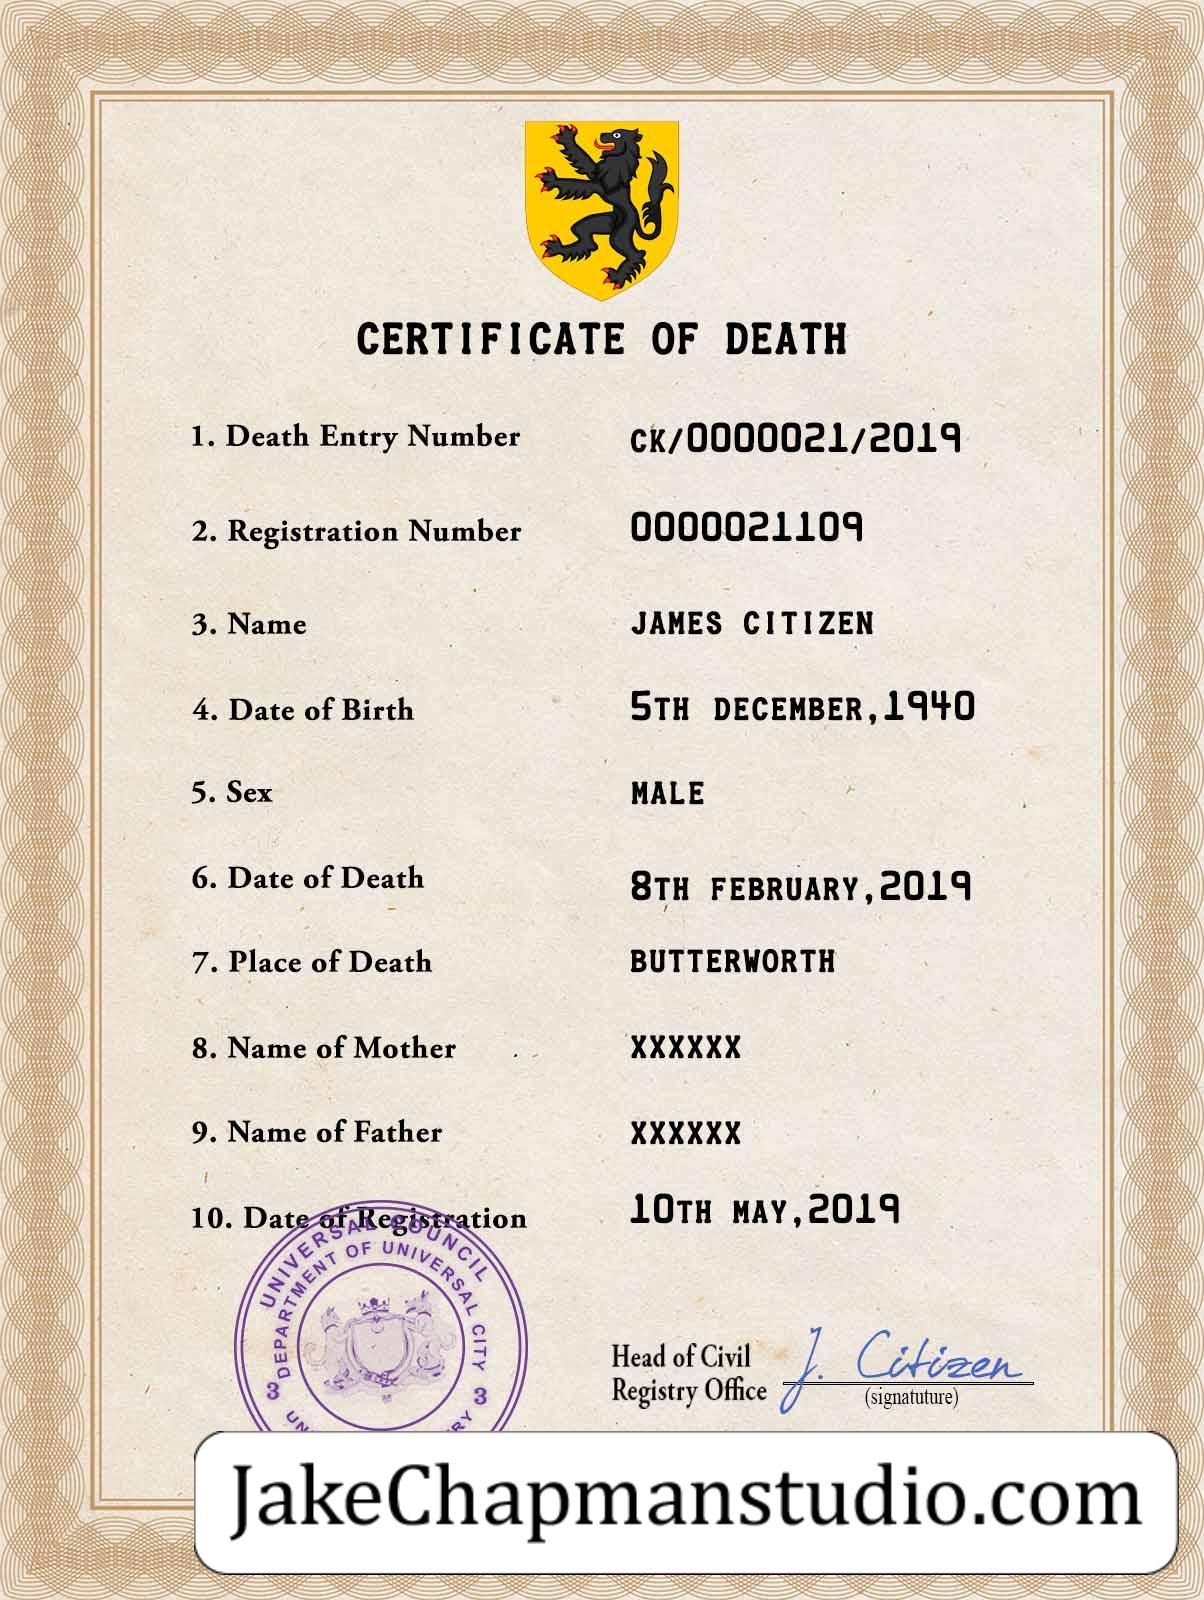 CERTIFICATE OF DEATH
1. Death Entry Number CK/0000021/2019
2. Registration Number 0000021109
3. Name JAMES CITIZEN
4. Date of Birth 5TH DECEMBER,1940
5. Sex MALE
6. Date of Death 8TH FEBRUARY,2019
7. Place of Death BUTTERWORTH
8. Name of Mother XXXXXX
9. Name of Father XXXXXX
10. Date of Registration 10TH MAY,2019
UNIVERSAL COUNCIL
DEPARTMENT OF UNIVERSAL CITY
3 3
Head of Civil
Registry Office J. Citizen
(signatuture)
JakeChapmanstudio.com